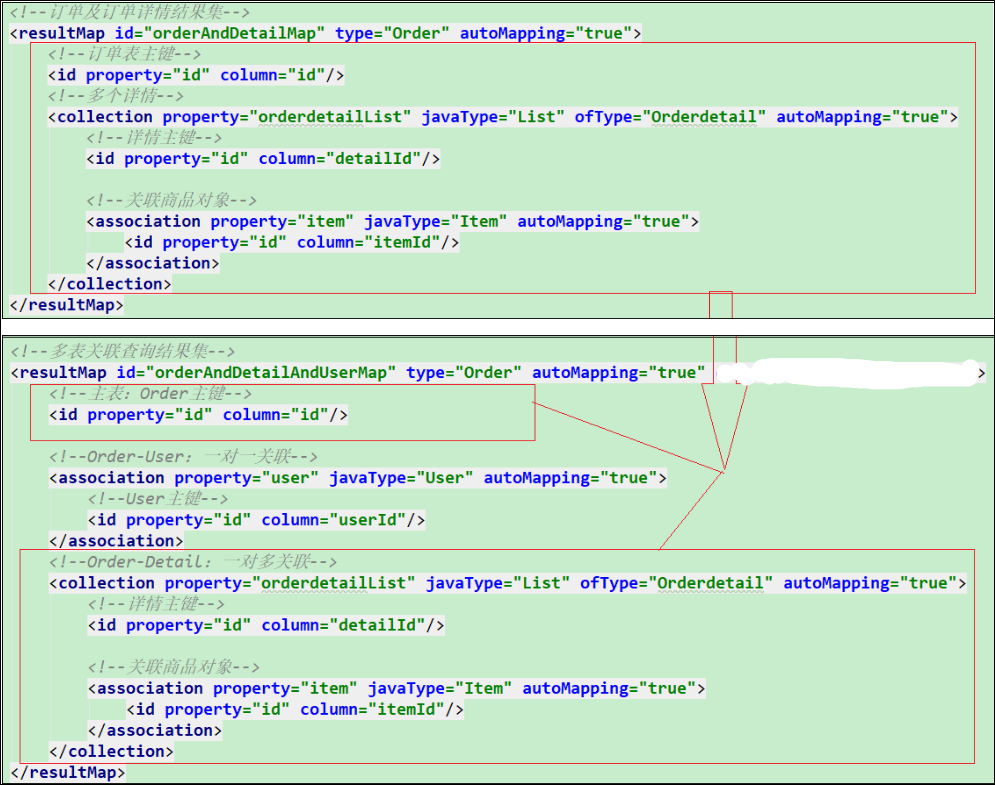 <!--订单及订单详情结果集-->
<resultMap id="orderAndDetailMap" type="Order" autoMapping="true">
<!--订单表主键-->
<id property="id" column="id"/>
<!--多个详情-->
<collection property="orderdetailList" javaType="List" ofType="Orderdetail" autoMapping="true">
<!--详情主键-->
<id property="id" column="detailId"/>
<!--关联商品对象-->
<association property="item" javaType="Item" autoMapping="true">
<id property="id" column="itemId"/>
</association>
</collection>
</resultMap>
<!--多表关联查询结果集-->
<resultMap id="orderAndDetailAndUserMap" type="Order" autoMapping="true" >
<!--主表：Order主键-->
<id property="id" column="id"/>
<!--Order-User：一对一关联-->
<association property="user" javaType="User" autoMapping="true">
<!--User主键-->
<id property="id" column="userId"/>
</association>
<!--Order-Detail：一对多关联-->
<collection property="orderdetailList" javaType="List" ofType="Orderdetail" autoMapping="true">
<!--详情主键-->
<id property="id" column="detailId"/>
<!--关联商品对象-->
<association property="item" javaType="Item" autoMapping="true">
<id property="id" column="itemId"/>
</association>
</collection>
</resultMap>